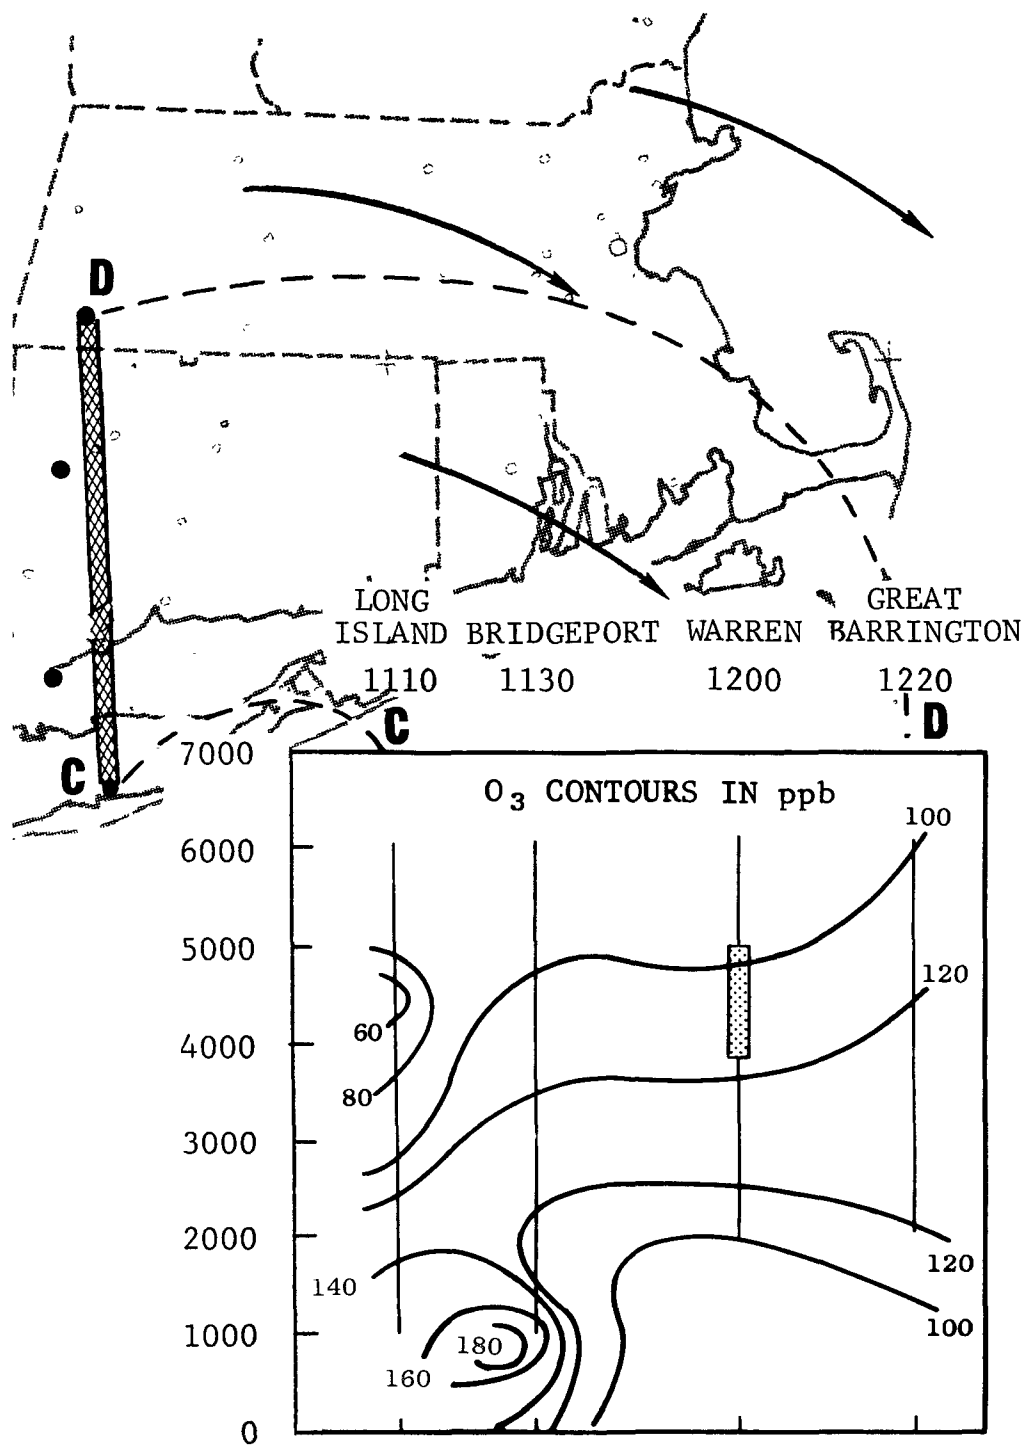 D
LONG GREAT
ISLAND BRIDGEPORT WARREN BARRINGTON
1110 1130 1200 1220
C D
C
7000
O3 CONTOURS IN ppb
100
6000
5000
120
60
4000
80
3000
2000
120
140
1000
180
100
160
0